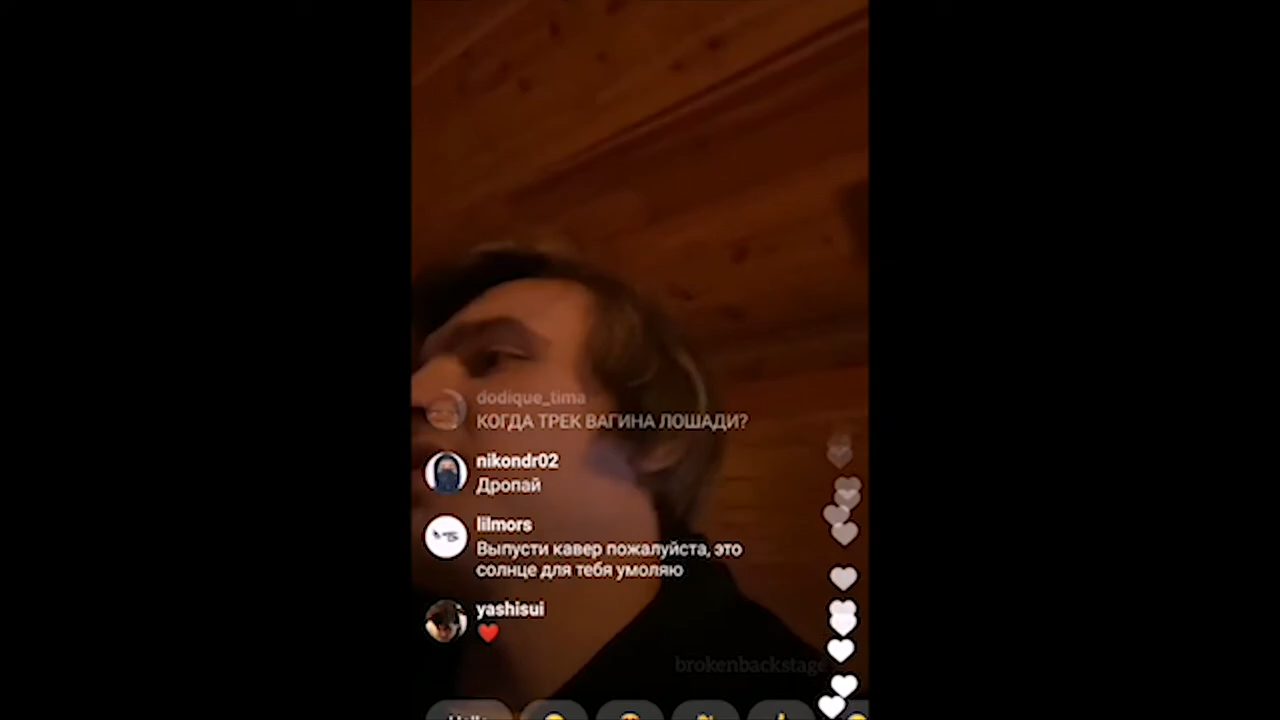 dodique_tima
КОГДА ТРЕК ВАГИНА ЛОШАДИ?
nikondr02
Дропай
lilmors
Выпусти кавер пожалуйста, это
солнце для тебя умоляю
yashisui
brokenbackstage